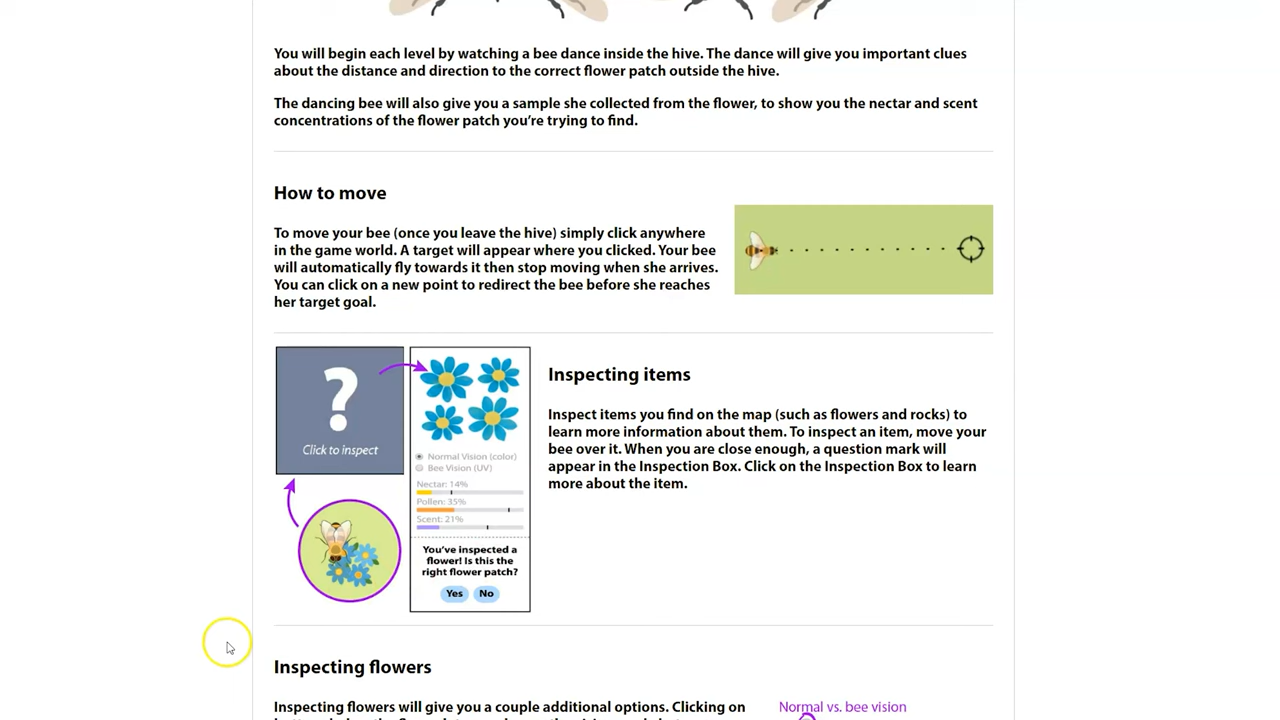 You will begin each level by watching a bee dance inside the hive. The dance will give you important clues
about the distance and direction to the correct flower patch outside the hive.
The dancing bee will also give you a sample she collected from the flower, to show you the nectar and scent
concentrations of the flower patch you're trying to find.
How to move
To move your bee (once you leave the hive) simply click anywhere
in the game world. A target will appear where you clicked. Your bee
will automatically fly towards it then stop moving when she arrives.
You can click on a new point to redirect the bee before she reaches
her target goal.
?
Click to inspect
Normal Vision (color)
Bee Vision (UV)
Nectar: 14%
Pollen: 35%
Scent: 21%
You've inspected a
flower! Is this the
right flower patch?
Yes No
Inspecting items
Inspect items you find on the map (such as flowers and rocks) to
learn more information about them. To inspect an item, move your
bee over it. When you are close enough, a question mark will
appear in the Inspection Box. Click on the Inspection Box to learn
more about the item.
Inspecting flowers
Inspecting flowers will give you a couple additional options. Clicking on
Normal vs. bee vision